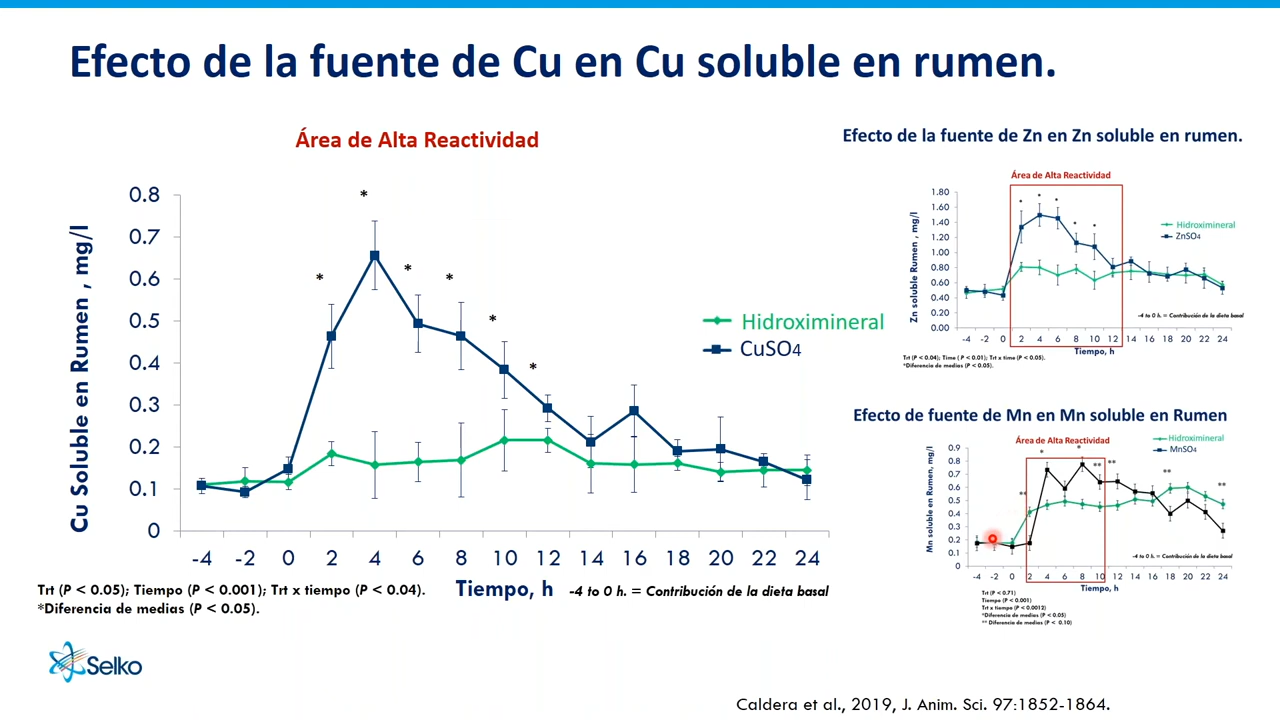 Efecto de la fuente de Cu en Cu soluble en rumen.
Área de Alta Reactividad
Cu Soluble en Rumen , mg/l
0.8
0.7
0.6
0.5
0.4
0.3
0.2
0.1
0
* * * * * *
Hidroximineral
CuSO4
-4 -2 0 2 4 6 8 10 12 14 16 18 20 22 24
Tiempo, h
-4 to 0 h. = Contribución de la dieta basal
Trt (P < 0.05); Tiempo (P < 0.001); Trt x tiempo (P < 0.04).
*Diferencia de medias (P < 0.05).
Selko
Efecto de la fuente de Zn en Zn soluble en rumen.
Área de Alta Reactividad
Zn soluble Rumen , mg/l
1.80
1.60
1.40
1.20
1.00
0.80
0.60
0.40
0.20
0.00
* * * * *
Hidroximineral
ZnSO4
-4 to 0 h. = Contribución de la dieta basal
-4 -2 0 2 4 6 8 10 12 14 16 18 20 22 24
Tiempo, h
Trt (P < 0.04); Time ( P < 0.01); Trt x time (P < 0.05).
*Diferencia de medias (P < 0.05).
Efecto de fuente de Mn en Mn soluble en Rumen
Área de Alta Reactividad
Mn soluble en Rumen, mg/l
0.9
0.8
0.7
0.6
0.5
0.4
0.3
0.2
0.1
0
** * * ** ** ** **
Hidroximineral
MnSO4
-4 to 0 h. = Contribución de la dieta basal
-4 -2 0 2 4 6 8 10 12 14 16 18 20 22 24
Tiempo, h
Trt (P < 0.71)
Tiempo (P < 0.001)
Trt x tiempo (P < 0.0012)
*Diferencia de medias (P < 0.05)
** Diferencia de medias (P < 0.10)
Caldera et al., 2019, J. Anim. Sci. 97:1852-1864.